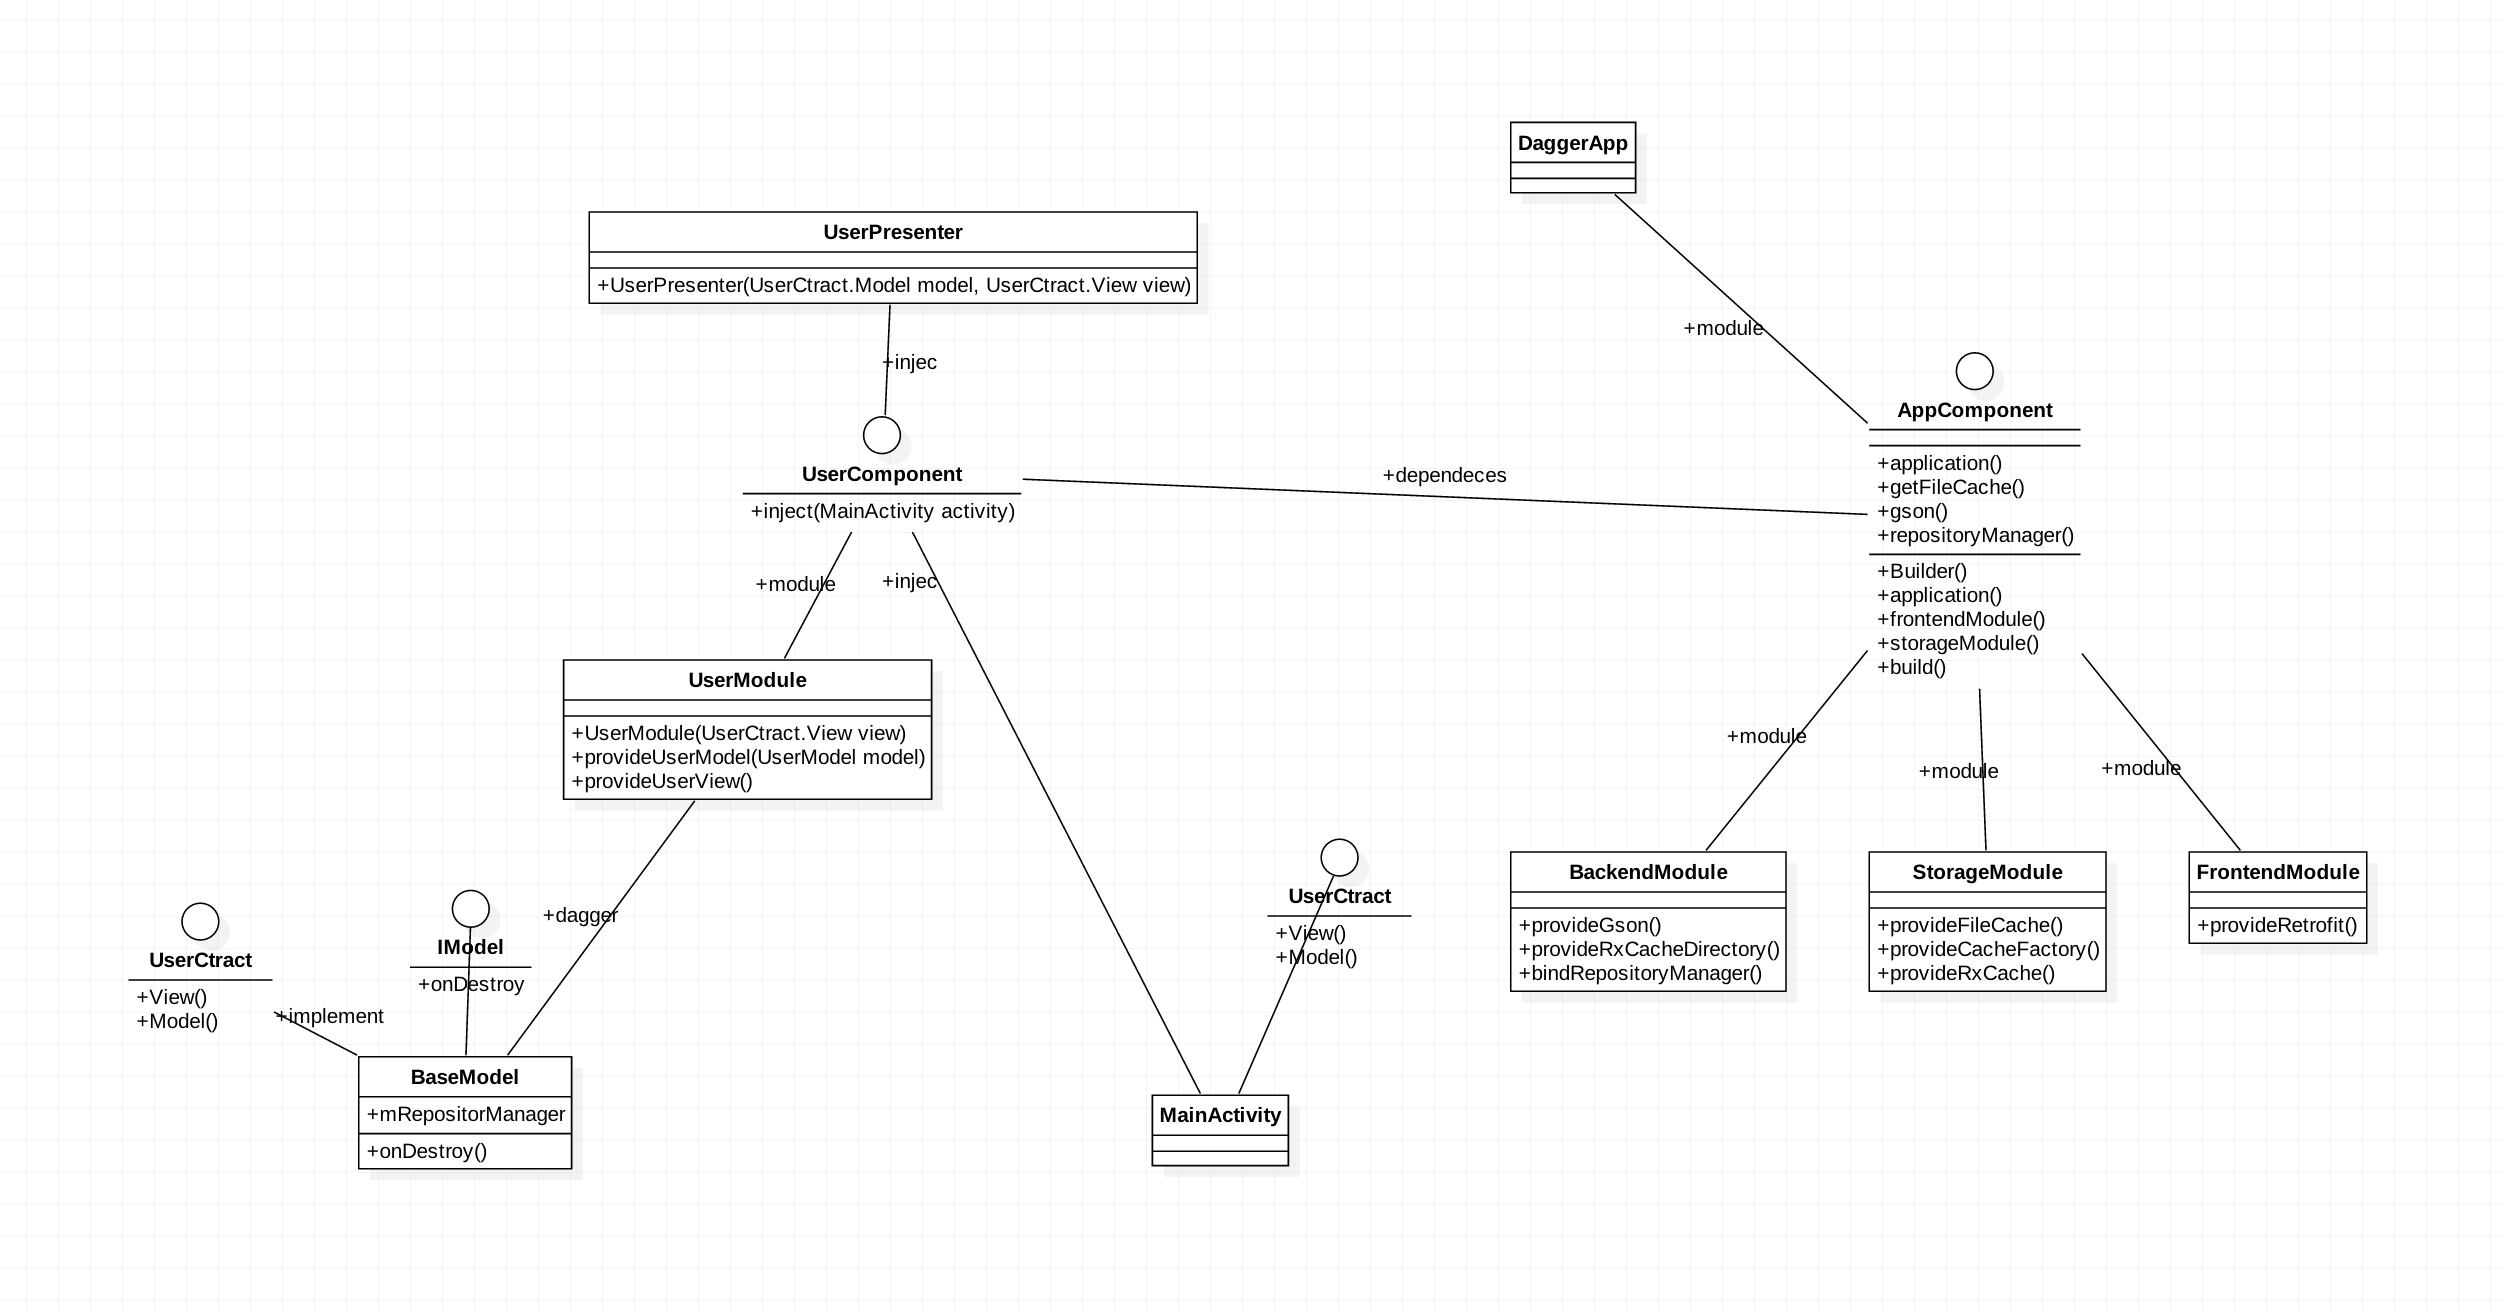 DaggerApp
UserPresenter
+UserPresenter(UserCtract.Model model, UserCtract.View view)
+module
+injec
AppComponent
+application()
+getFileCache()
+gson()
+repositoryManager()
+Builder()
+application()
+frontendModule()
+storageModule()
+build()
UserComponent
+inject(MainActivity activity)
+dependeces
+module
+injec
UserModule
+UserModule(UserCtract.View view)
+provideUserModel(UserModel model)
+provideUserView()
+module
+module
+module
BackendModule
+provideGson()
+provideRxCacheDirectory()
+bindRepositoryManager()
StorageModule
+provideFileCache()
+provideCacheFactory()
+provideRxCache()
FrontendModule
+provideRetrofit()
UserCtract
+View()
+Model()
+dagger
IModel
+onDestroy
UserCtract
+View()
+Model()
+implement
BaseModel
+mRepositorManager
+onDestroy()
MainActivity